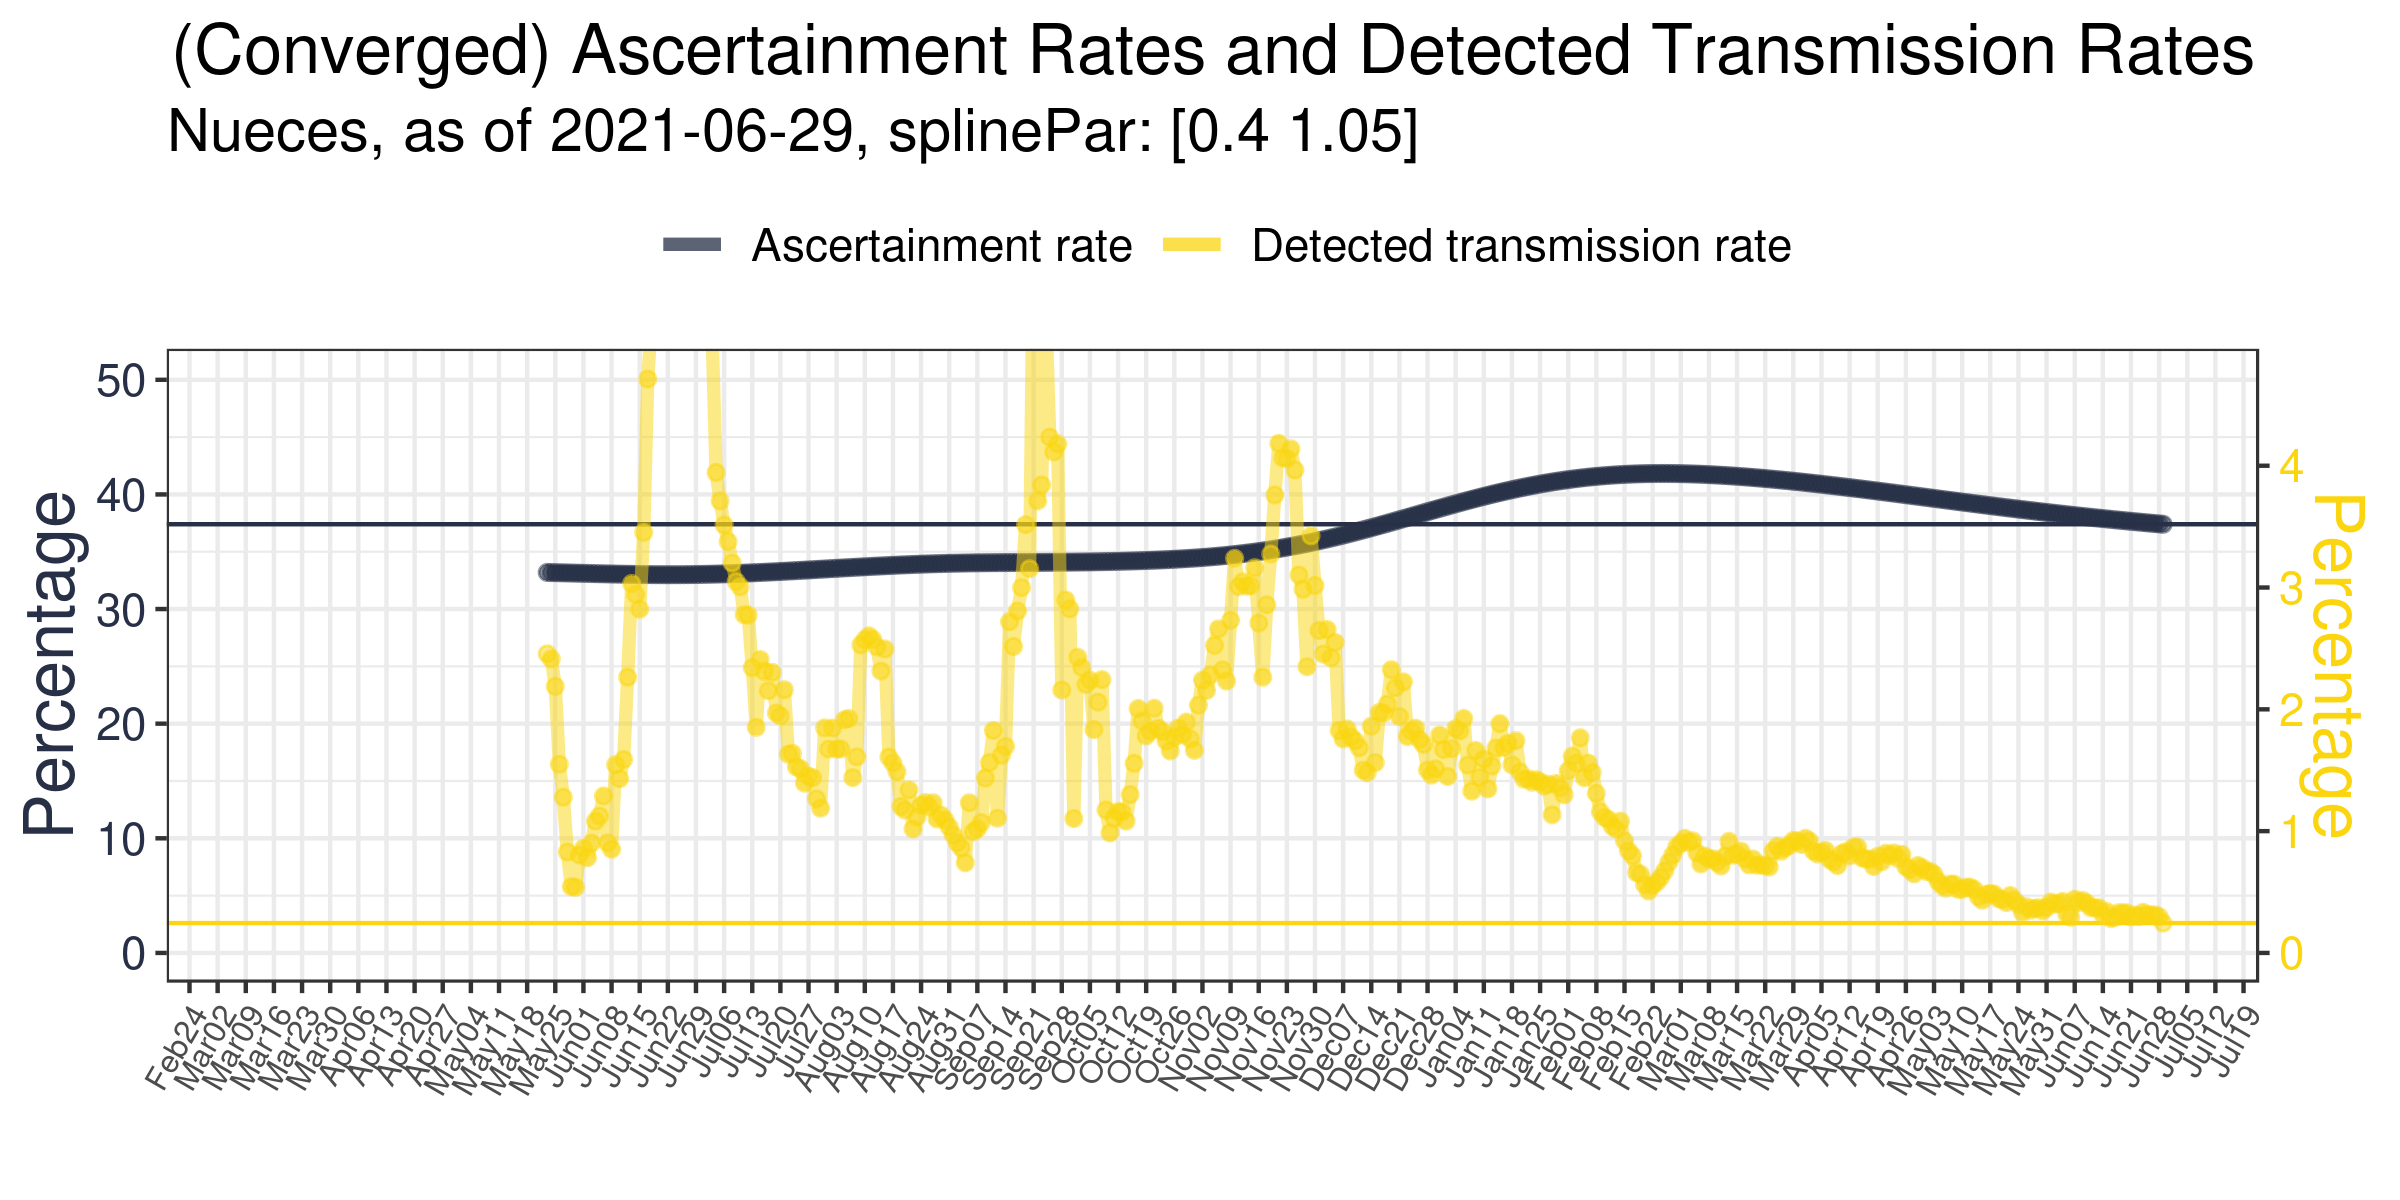 (Converged) Ascertainment Rates and Detected Transmission Rates
Nueces, as of 2021-06-29, splinePar: [0.4 1.05]
Ascertainment rate
Detected transmission rate
Percentage
50
40
30
20
10
0
4
3
2
1
0
Percentage
Feb24
Mar02
Mar09
Mar16
Mar23
Mar30
Apr06
Apr13
Apr20
Apr27
May04
May11
May18
May25
Jun01
Jun08
Jun15
Jun22
Jun29
Jul06
Jul13
Jul20
Jul27
Aug03
Aug10
Aug17
Aug24
Aug31
Sep07
Sep14
Sep21
Sep28
Oct05
Oct12
Oct19
Oct26
Nov02
Nov09
Nov16
Nov23
Nov30
Dec07
Dec14
Dec21
Dec28
Jan04
Jan11
Jan18
Jan25
Feb01
Feb08
Feb15
Feb22
Mar01
Mar08
Mar15
Mar22
Mar29
Apr05
Apr12
Apr19
Apr26
May03
May10
May17
May24
May31
Jun07
Jun14
Jun21
Jun28
Jul05
Jul12
Jul19